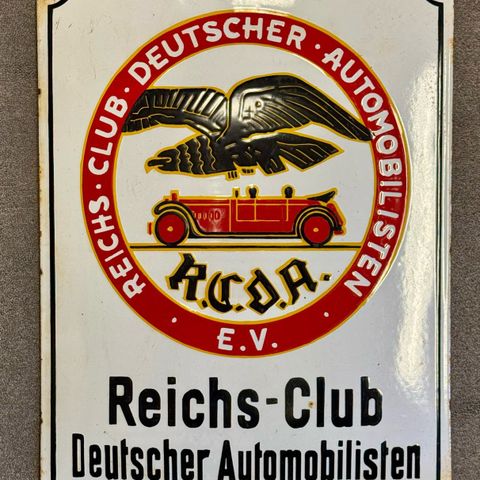 REICHS · CLUB · DEUTSCHER · AUTOMOBILISTEN
· E.V. ·
R.C.D.A.
Reichs-Club
Deutscher Automobilisten